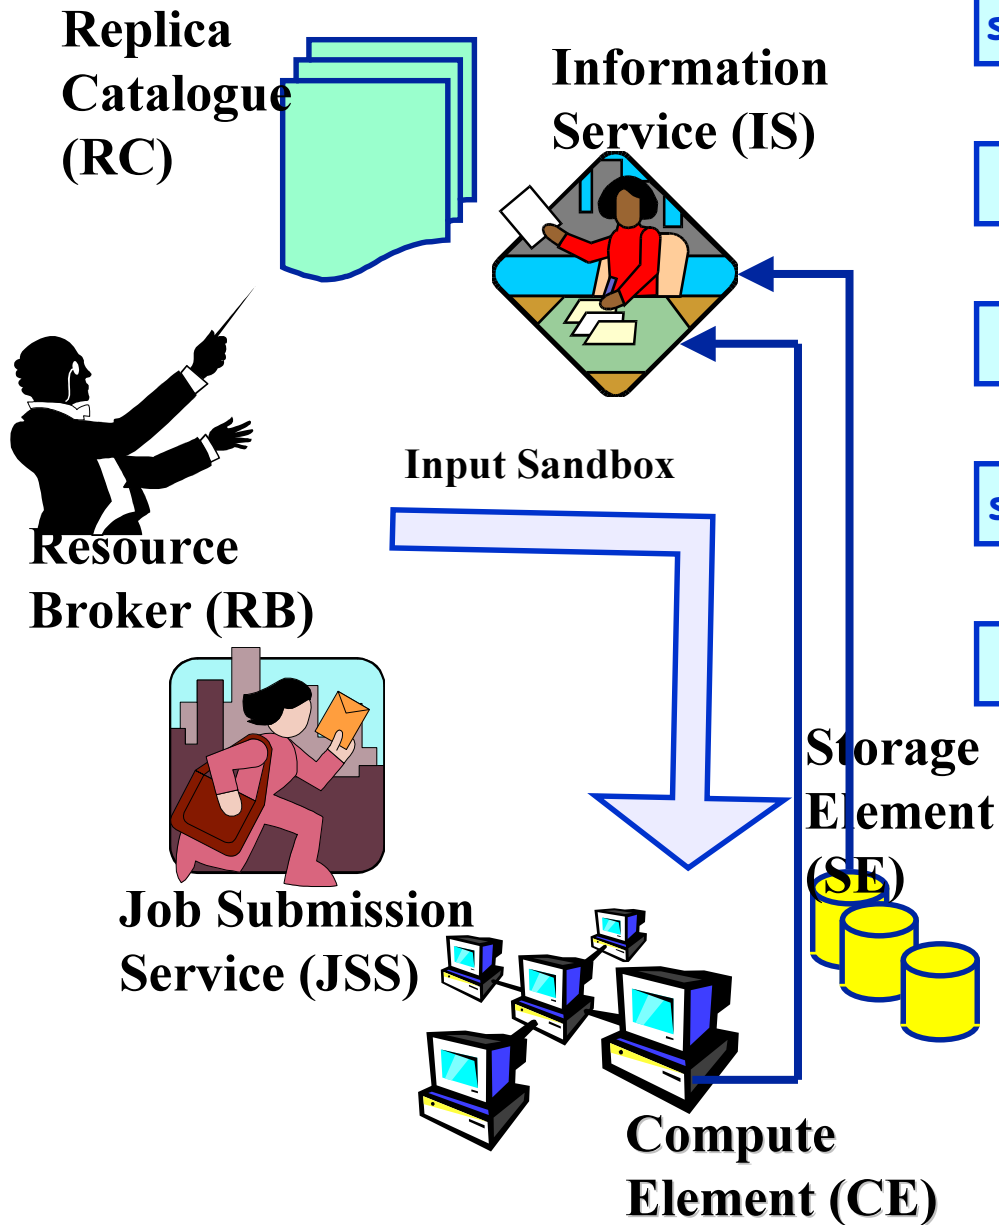 Replica
Catalogue
(RC)
Information
Service (IS)
Input Sandbox
Resource
Broker (RB)
Storage
Element
(SE)
Job Submission
Service (JSS)
Compute
Element (CE)